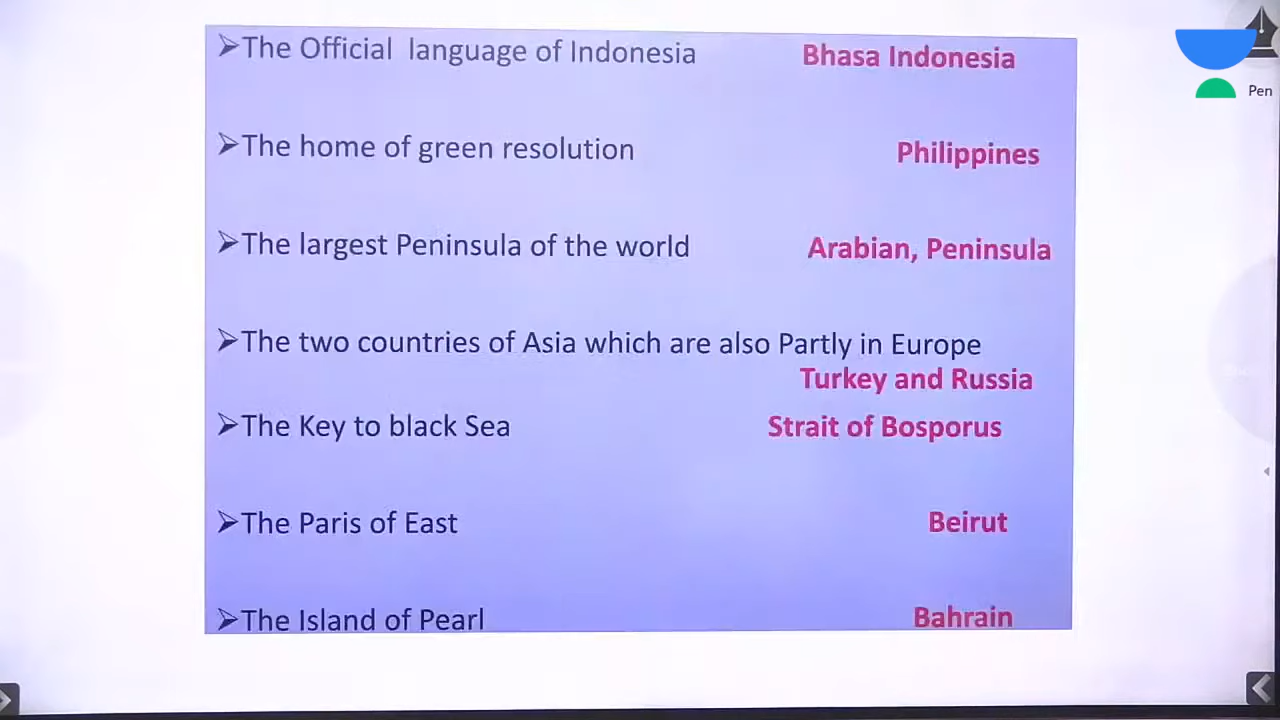 ➢The Official language of Indonesia Bhasa Indonesia
Pen
➢The home of green resolution Philippines
➢The largest Peninsula of the world Arabian, Peninsula
➢The two countries of Asia which are also Partly in Europe
Turkey and Russia
➢The Key to black Sea Strait of Bosporus
➢The Paris of East Beirut
➢The Island of Pearl Bahrain